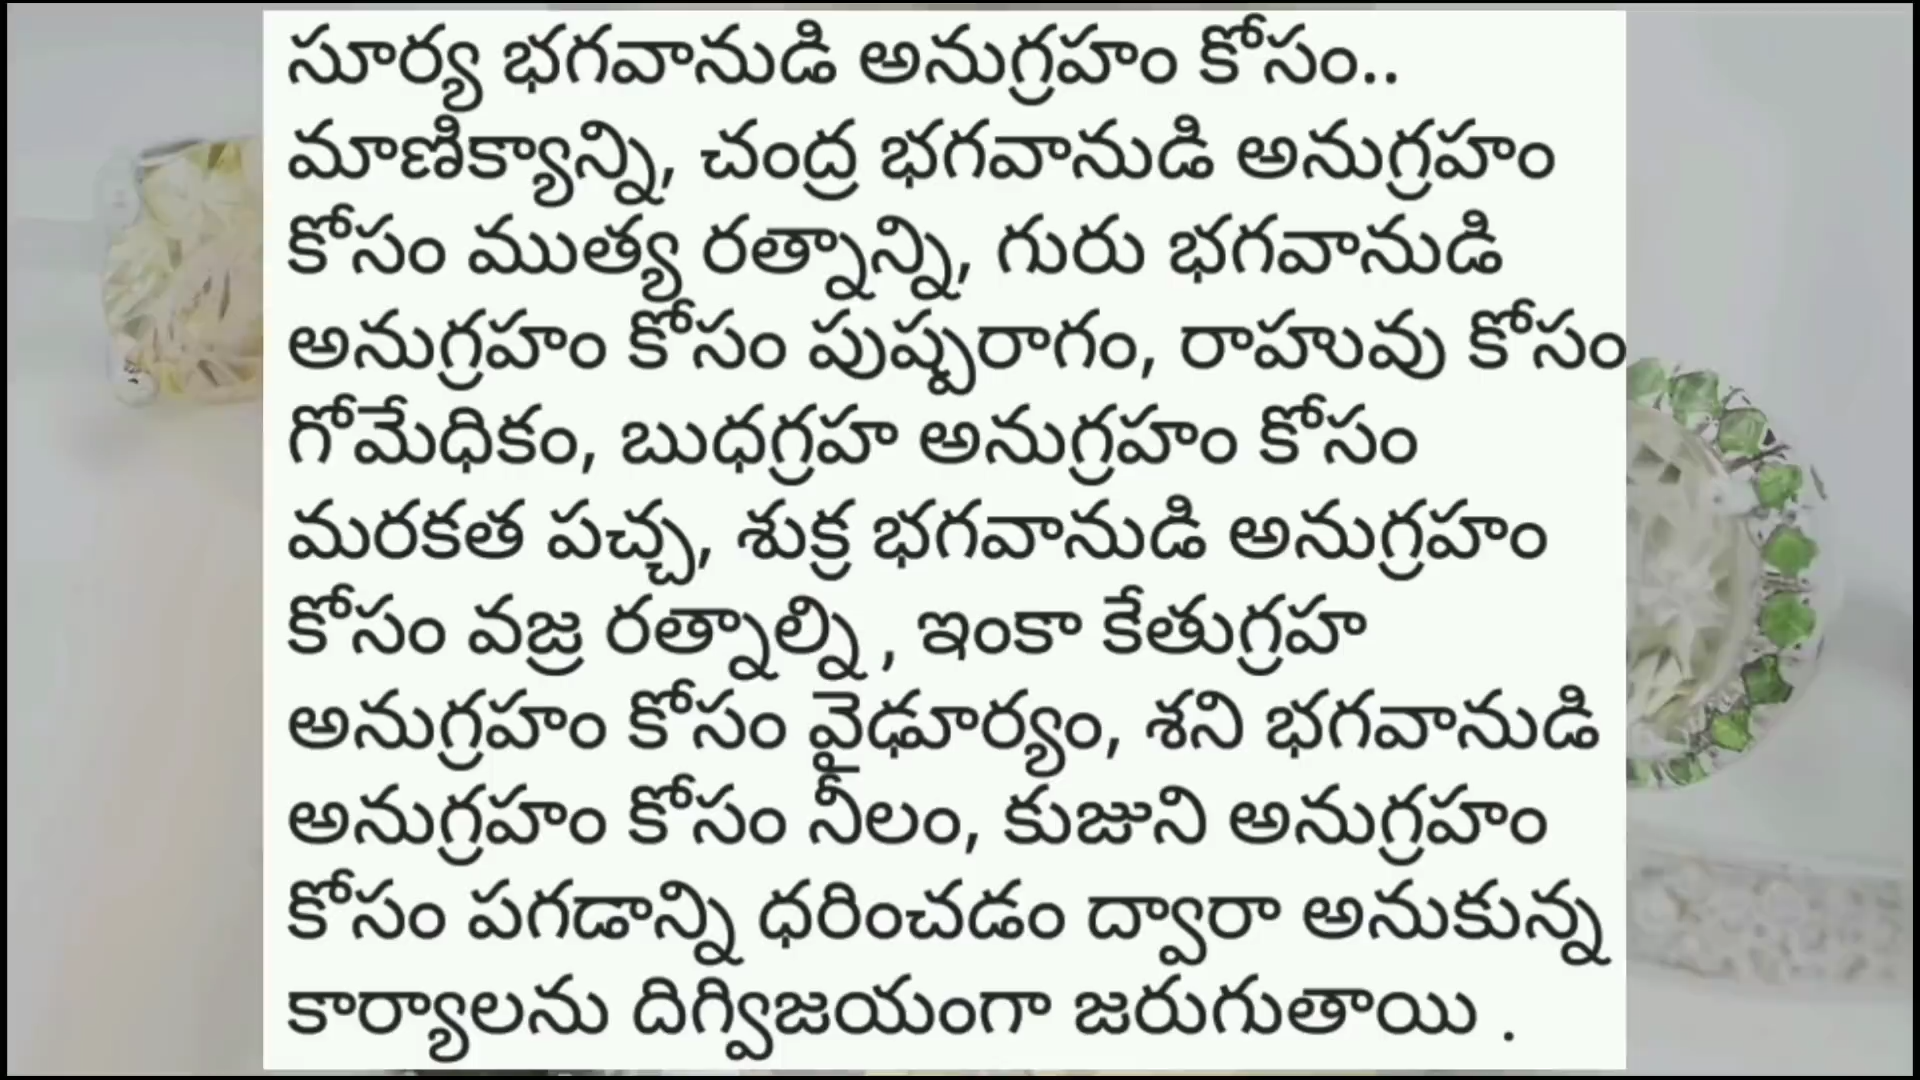 సూర్య భగవానుడి అనుగ్రహం కోసం..
మాణిక్యాన్ని, చంద్ర భగవానుడి అనుగ్రహం
కోసం ముత్య రత్నాన్ని, గురు భగవానుడి
అనుగ్రహం కోసం పుష్పరాగం, రాహువు కోసం
గోమేధికం, బుధగ్రహ అనుగ్రహం కోసం
మరకత పచ్చ, శుక్ర భగవానుడి అనుగ్రహం
కోసం వజ్ర రత్నాల్ని , ఇంకా కేతుగ్రహ
అనుగ్రహం కోసం వైఢూర్యం, శని భగవానుడి
అనుగ్రహం కోసం నీలం, కుజుని అనుగ్రహం
కోసం పగడాన్ని ధరించడం ద్వారా అనుకున్న
కార్యాలను దిగ్విజయంగా జరుగుతాయి .